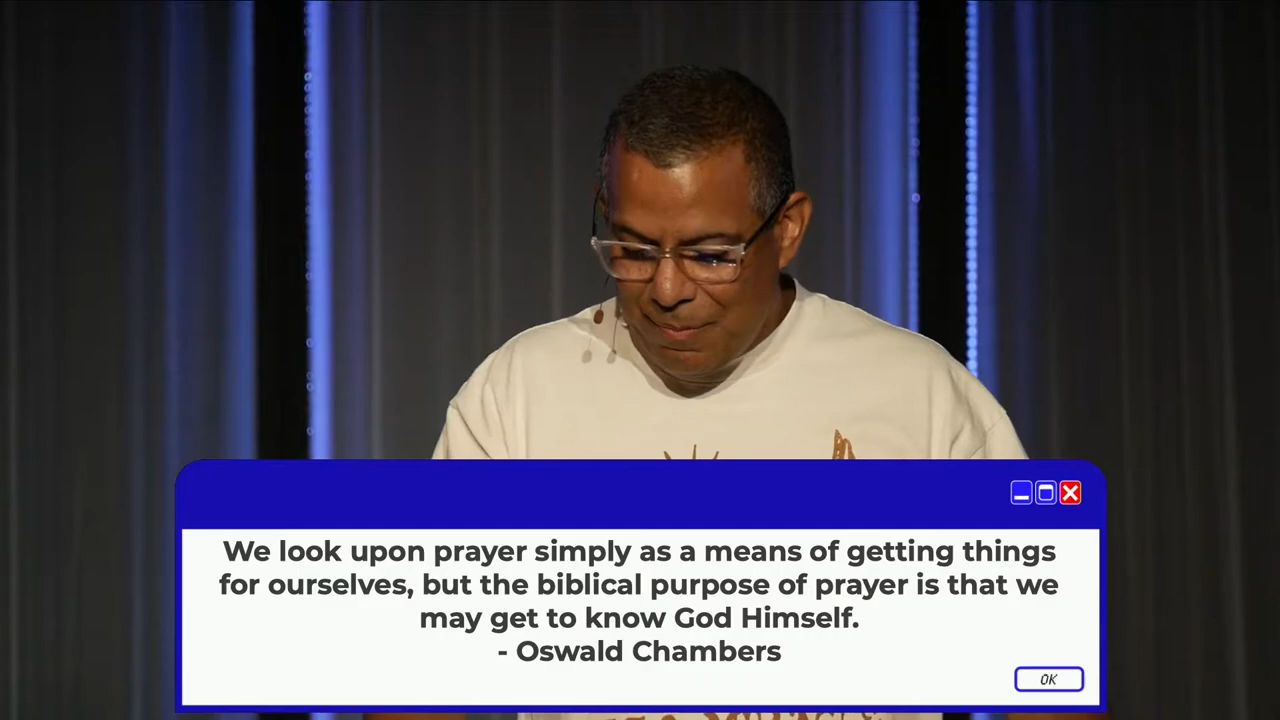 We look upon prayer simply as a means of getting things
for ourselves, but the biblical purpose of prayer is that we
may get to know God Himself.
- Oswald Chambers
OK